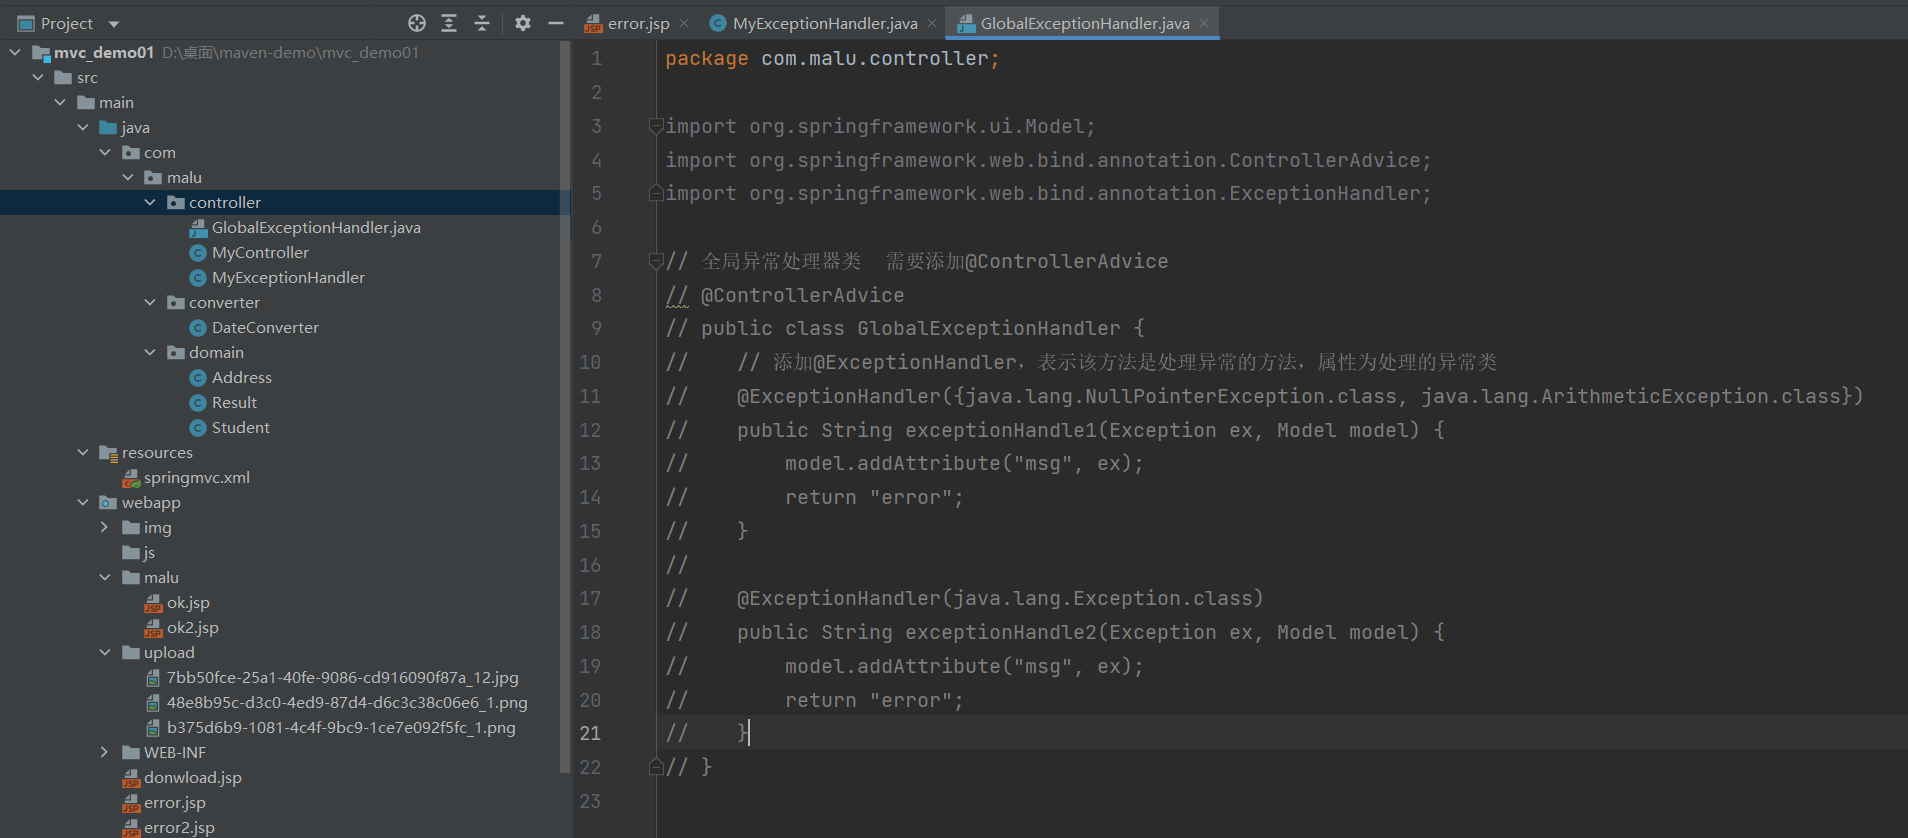 Project
mvc_demo01 D:\桌面\maven-demo\mvc_demo01
src
main
java
com
malu
controller
GlobalExceptionHandler.java
MyController
MyExceptionHandler
converter
DateConverter
domain
Address
Result
Student
resources
springmvc.xml
webapp
img
js
malu
ok.jsp
ok2.jsp
upload
7bb50fce-25a1-40fe-9086-cd916090f87a_12.jpg
48e8b95c-d3c0-4ed9-87d4-d6c3c38c06e6_1.png
b375d6b9-1081-4c4f-9bc9-1ce7e092f5fc_1.png
WEB-INF
donwload.jsp
error.jsp
error2.jsp
error.jsp MyExceptionHandler.java GlobalExceptionHandler.java
1 package com.malu.controller;
2
3 import org.springframework.ui.Model;
4 import org.springframework.web.bind.annotation.ControllerAdvice;
5 import org.springframework.web.bind.annotation.ExceptionHandler;
6
7 // 全局异常处理器类  需要添加@ControllerAdvice
8 // @ControllerAdvice
9 // public class GlobalExceptionHandler {
10 //    // 添加@ExceptionHandler，表示该方法是处理异常的方法，属性为处理的异常类
11 //    @ExceptionHandler({java.lang.NullPointerException.class, java.lang.ArithmeticException.class})
12 //    public String exceptionHandle1(Exception ex, Model model) {
13 //        model.addAttribute("msg", ex);
14 //        return "error";
15 //    }
16 //
17 //    @ExceptionHandler(java.lang.Exception.class)
18 //    public String exceptionHandle2(Exception ex, Model model) {
19 //        model.addAttribute("msg", ex);
20 //        return "error";
21 //    }
22 // }
23